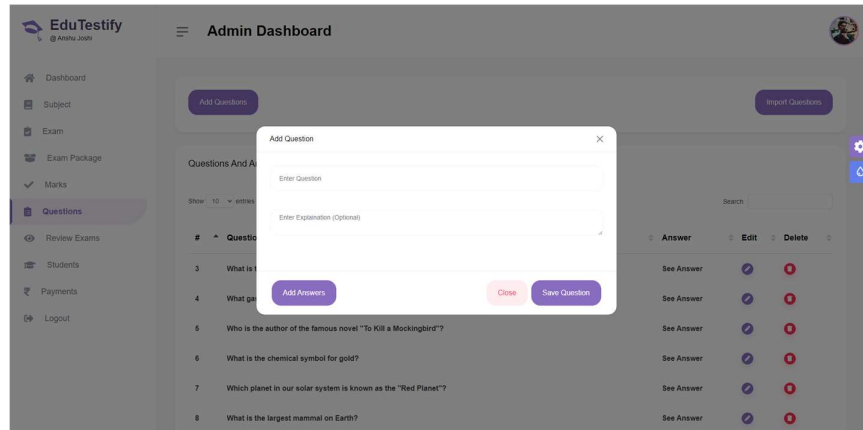 EduTestify
@ Anshu Joshi
Admin Dashboard
Dashboard
Subject
Exam
Exam Package
Marks
Questions
Review Exams
Students
Payments
Logout
Add Questions
Import Questions
Add Question
Enter Question
Enter Explaination (Optional)
Add Answers
Close
Save Question
Questions And A
Show 10 entries
Search
# Questio Answer Edit Delete
3 What is t See Answer
4 What ga See Answer
5 Who is the author of the famous novel "To Kill a Mockingbird"? See Answer
6 What is the chemical symbol for gold? See Answer
7 Which planet in our solar system is known as the "Red Planet"? See Answer
8 What is the largest mammal on Earth? See Answer